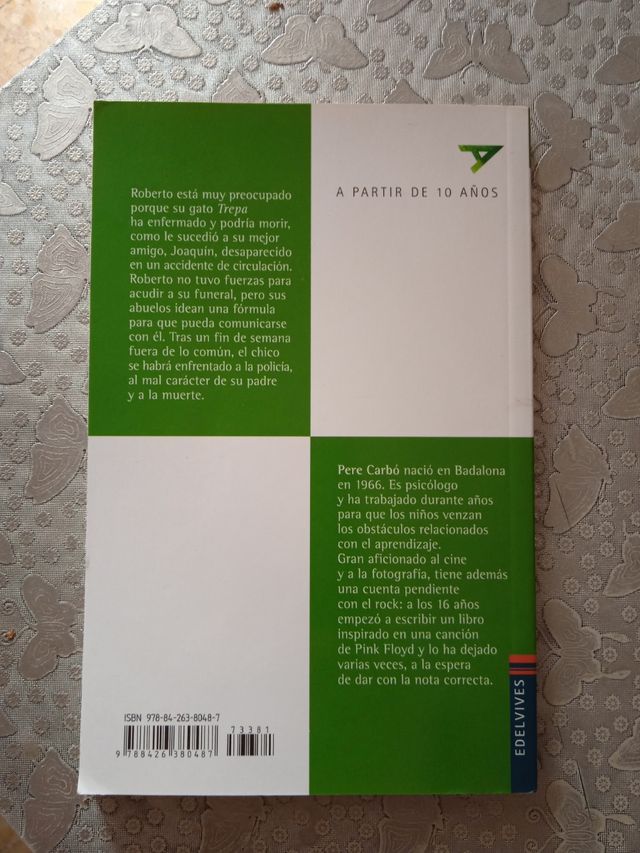 A PARTIR DE 10 AÑOS
Roberto está muy preocupado
porque su gato Trepa
ha enfermado y podría morir,
como le sucedió a su mejor
amigo, Joaquín, desaparecido
en un accidente de circulación.
Roberto no tuvo fuerzas para
acudir a su funeral, pero sus
abuelos idean una fórmula
para que pueda comunicarse
con él. Tras un fin de semana
fuera de lo común, el chico
se habrá enfrentado a la policía,
al mal carácter de su padre
y a la muerte.
Pere Carbó nació en Badalona
en 1966. Es psicólogo
y ha trabajado durante años
para que los niños venzan
los obstáculos relacionados
con el aprendizaje.
Gran aficionado al cine
y a la fotografía, tiene además
una cuenta pendiente
con el rock: a los 16 años
empezó a escribir un libro
inspirado en una canción
de Pink Floyd y lo ha dejado
varias veces, a la espera
de dar con la nota correcta.
EDELVIVES
ISBN 978-84-263-8048-7
73381
9 788426 380487